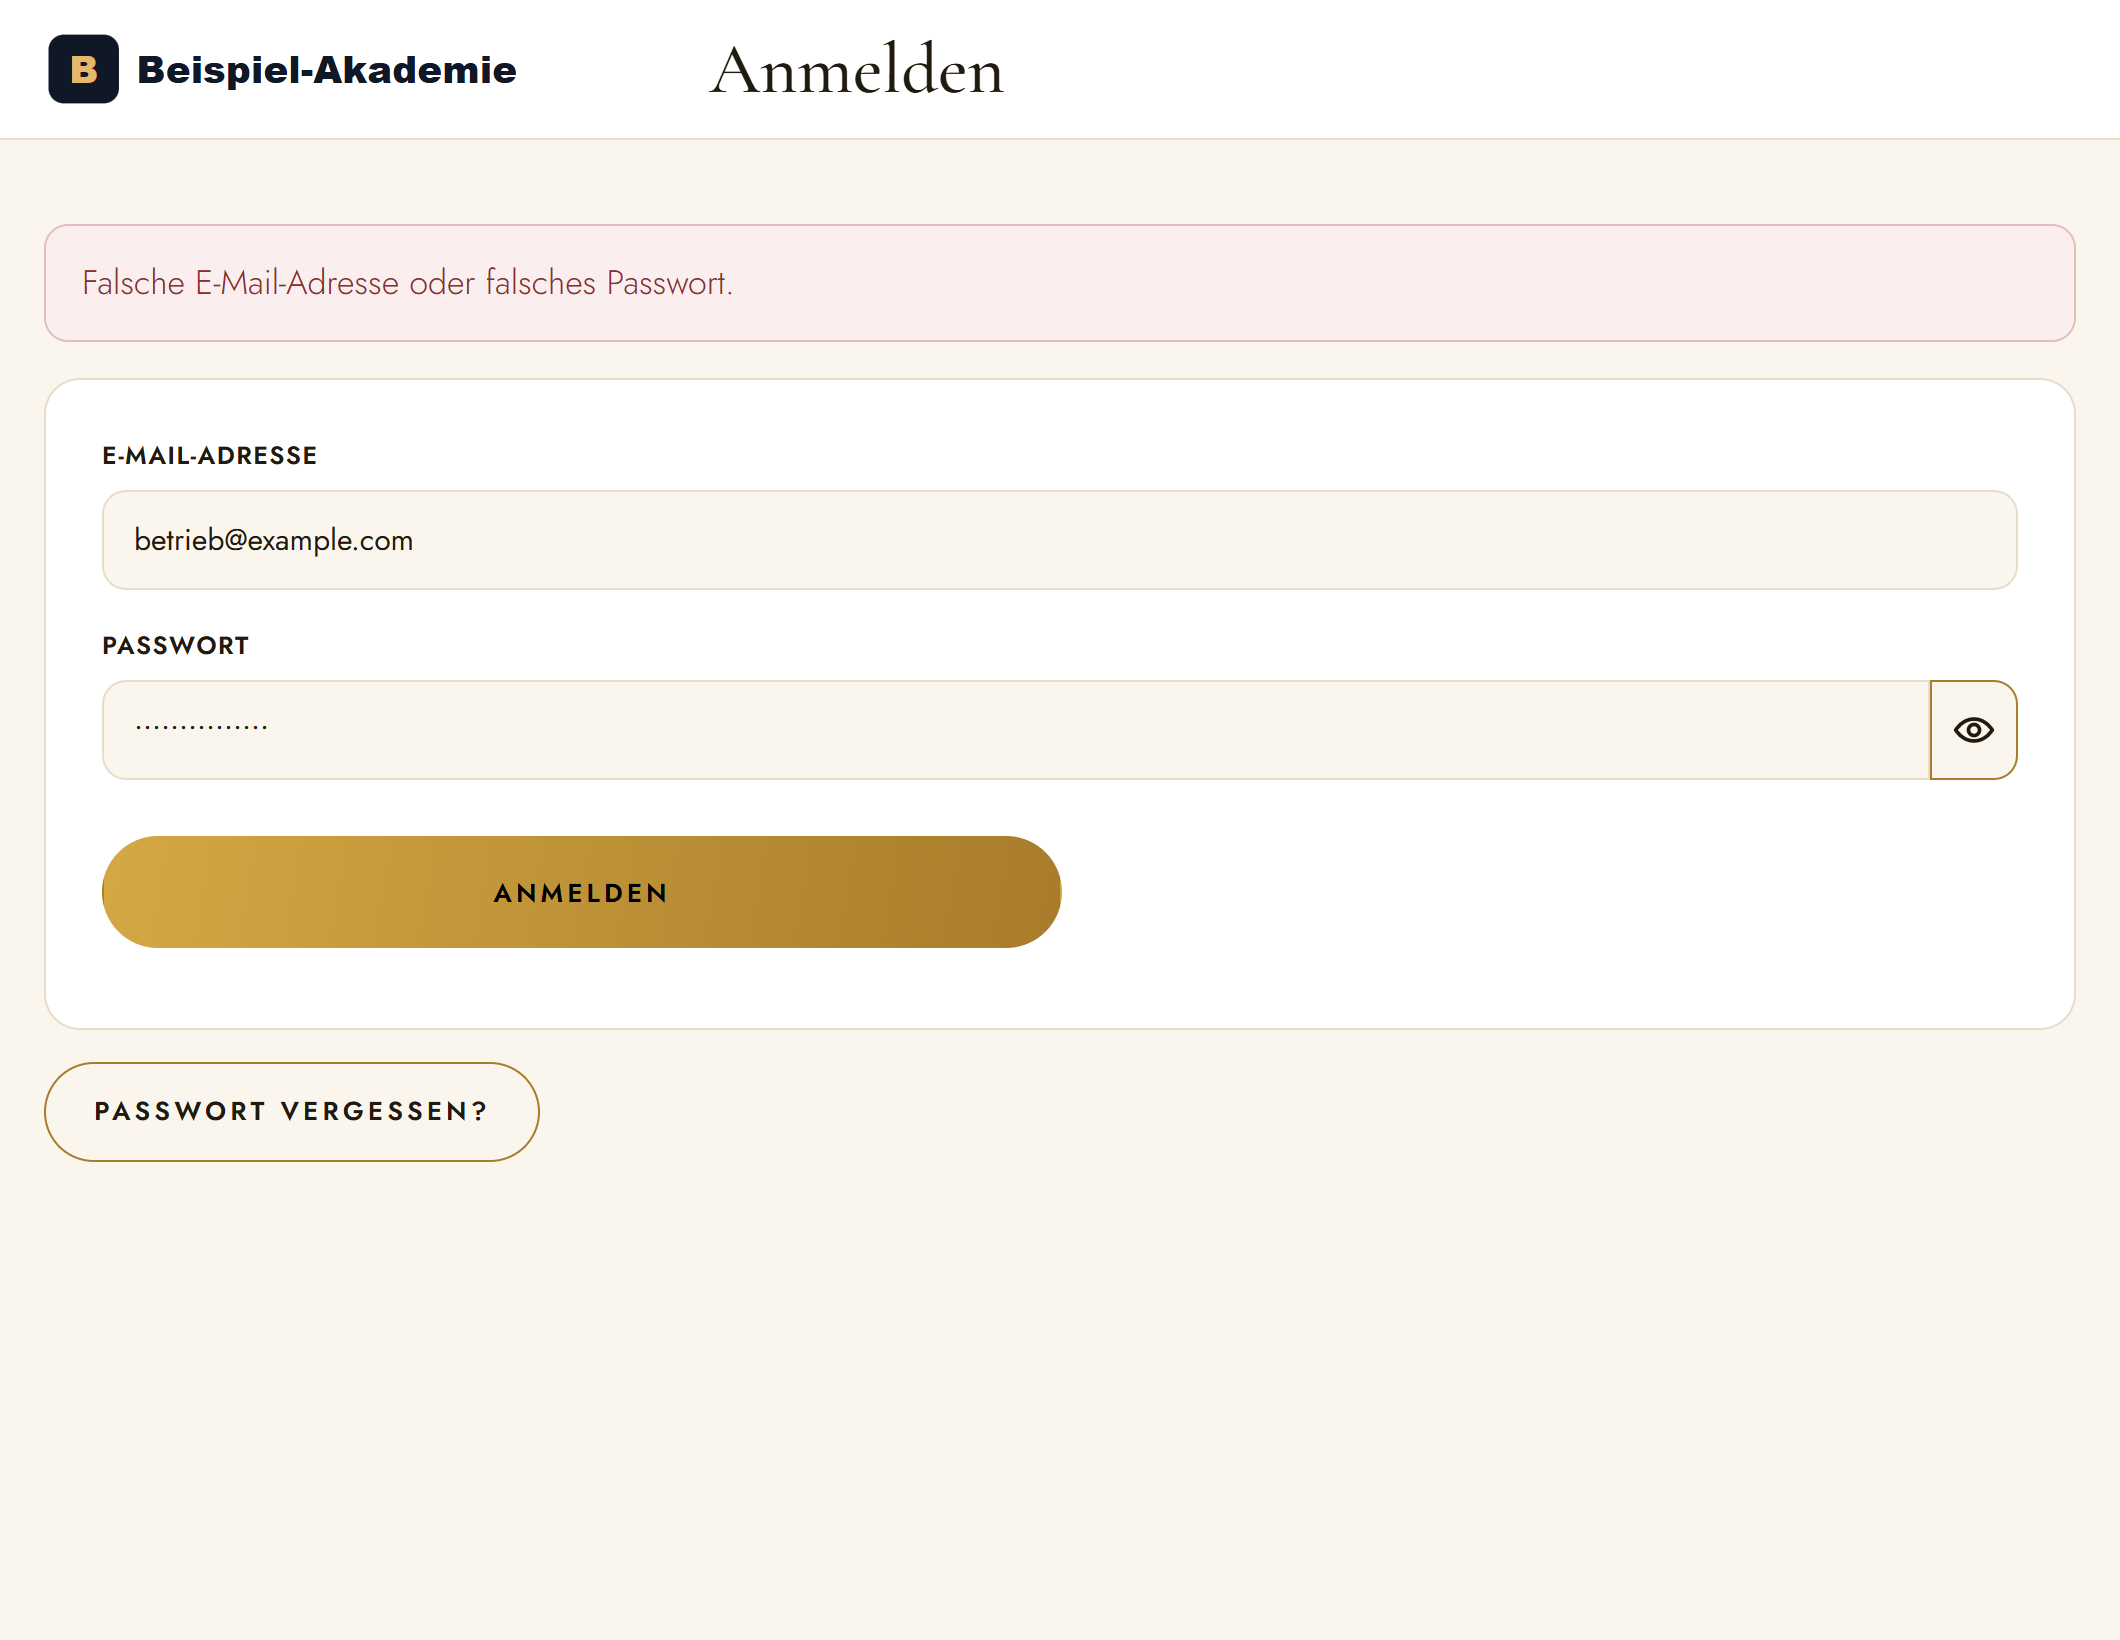 B Beispiel-Akademie
Anmelden
Falsche E-Mail-Adresse oder falsches Passwort.
E-MAIL-ADRESSE
betrieb@example.com
PASSWORT
...............
ANMELDEN
PASSWORT VERGESSEN?